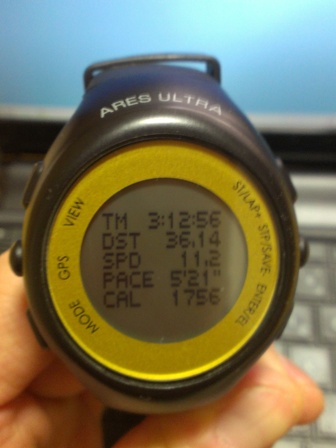 ARES ULTRA
VIEW
GPS
MODE
ST/LAP+
STP/SAVE
ENTER/EL
TM 3:12:56
DST 36.14
SPD 11.2
PACE 5'21"
CAL 1756